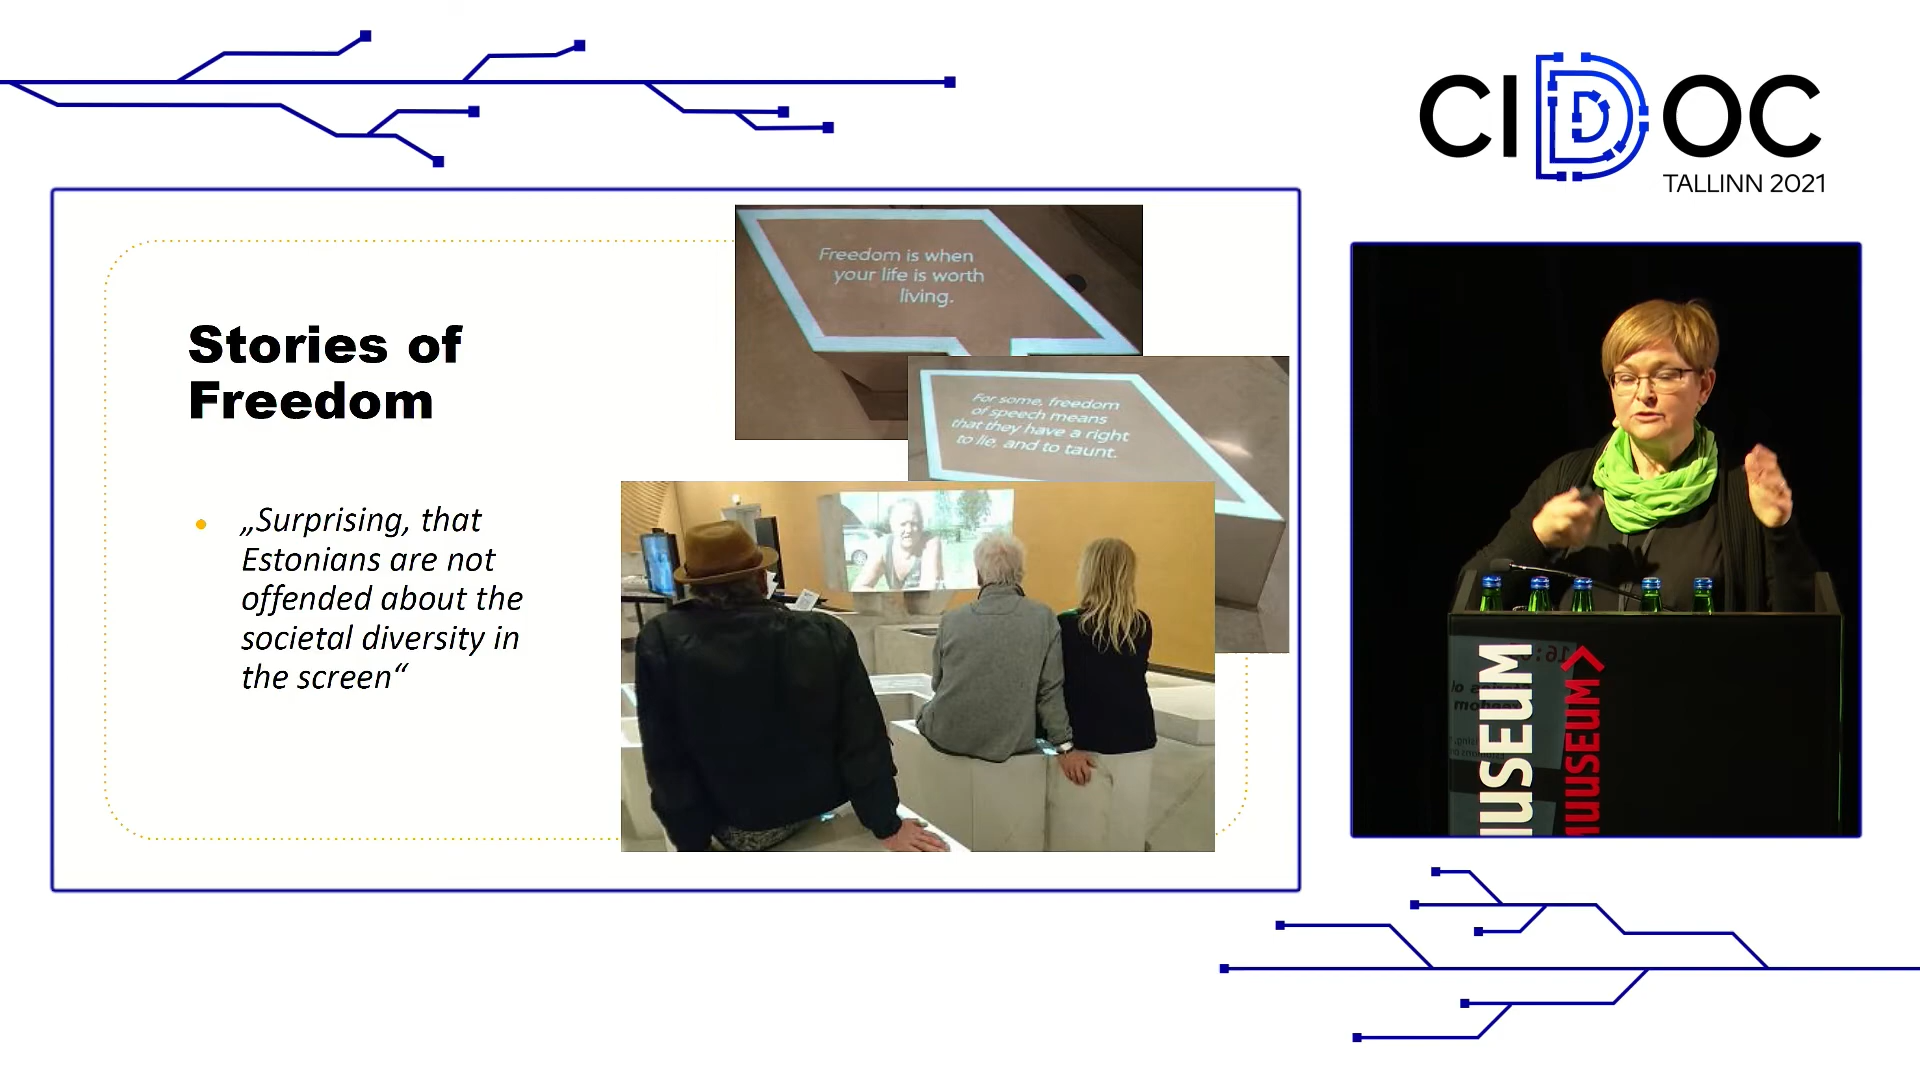 CIDOC
TALLINN 2021
Stories of
Freedom
„Surprising, that
Estonians are not
offended about the
societal diversity in
the screen“
Freedom is when
your life is worth
living.
For some, freedom
of speech means
that they have a right
to lie, and to taunt.
MUSEUM
MUUSEUM